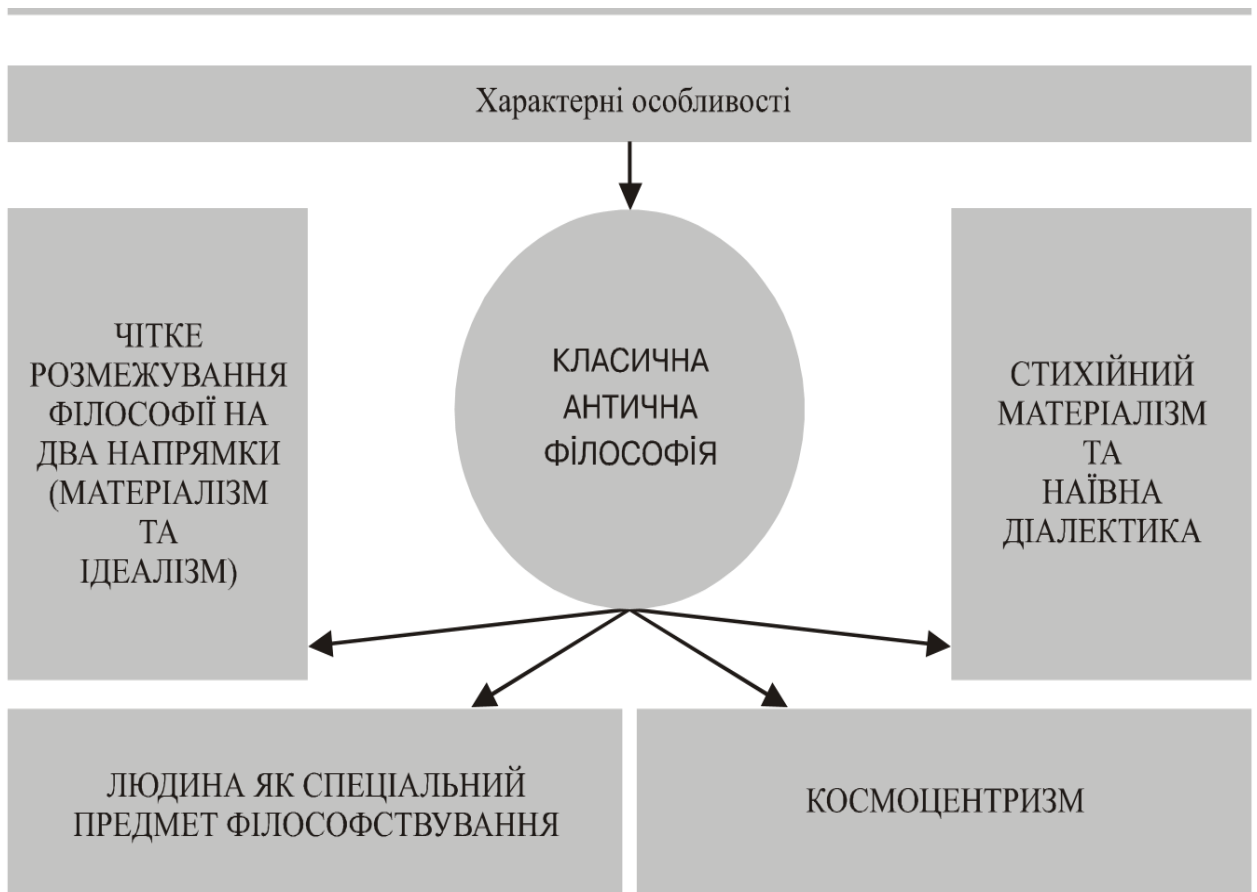 Характерні особливості
ЧІТКЕ
РОЗМЕЖУВАННЯ
ФІЛОСОФІЇ НА
ДВА НАПРЯМКИ
(МАТЕРІАЛІЗМ
ТА
ІДЕАЛІЗМ)
КЛАСИЧНА
АНТИЧНА
ФІЛОСОФІЯ
СТИХІЙНИЙ
МАТЕРІАЛІЗМ
ТА
НАЇВНА
ДІАЛЕКТИКА
ЛЮДИНА ЯК СПЕЦІАЛЬНИЙ
ПРЕДМЕТ ФІЛОСОФСТВУВАННЯ
КОСМОЦЕНТРИЗМ